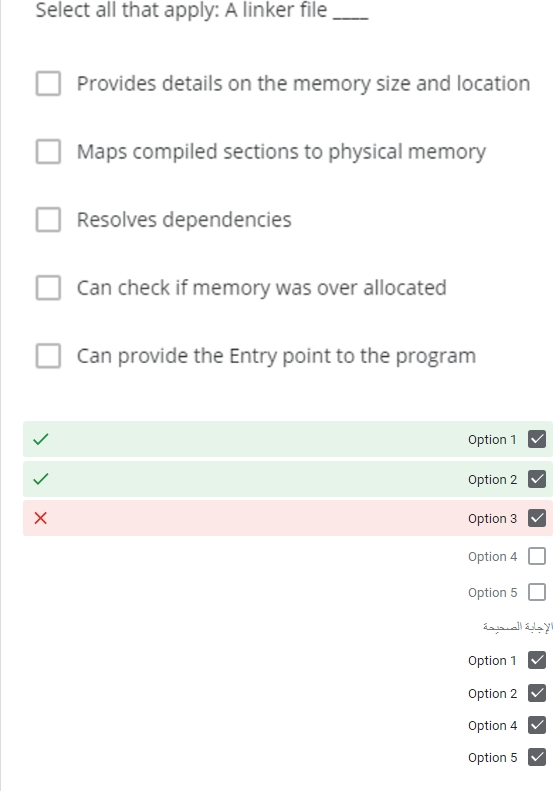 Select all that apply: A linker file ____
Provides details on the memory size and location
Maps compiled sections to physical memory
Resolves dependencies
Can check if memory was over allocated
Can provide the Entry point to the program
Option 1
Option 2
Option 3
Option 4
Option 5
الإجابة الصحيحة
Option 1
Option 2
Option 4
Option 5